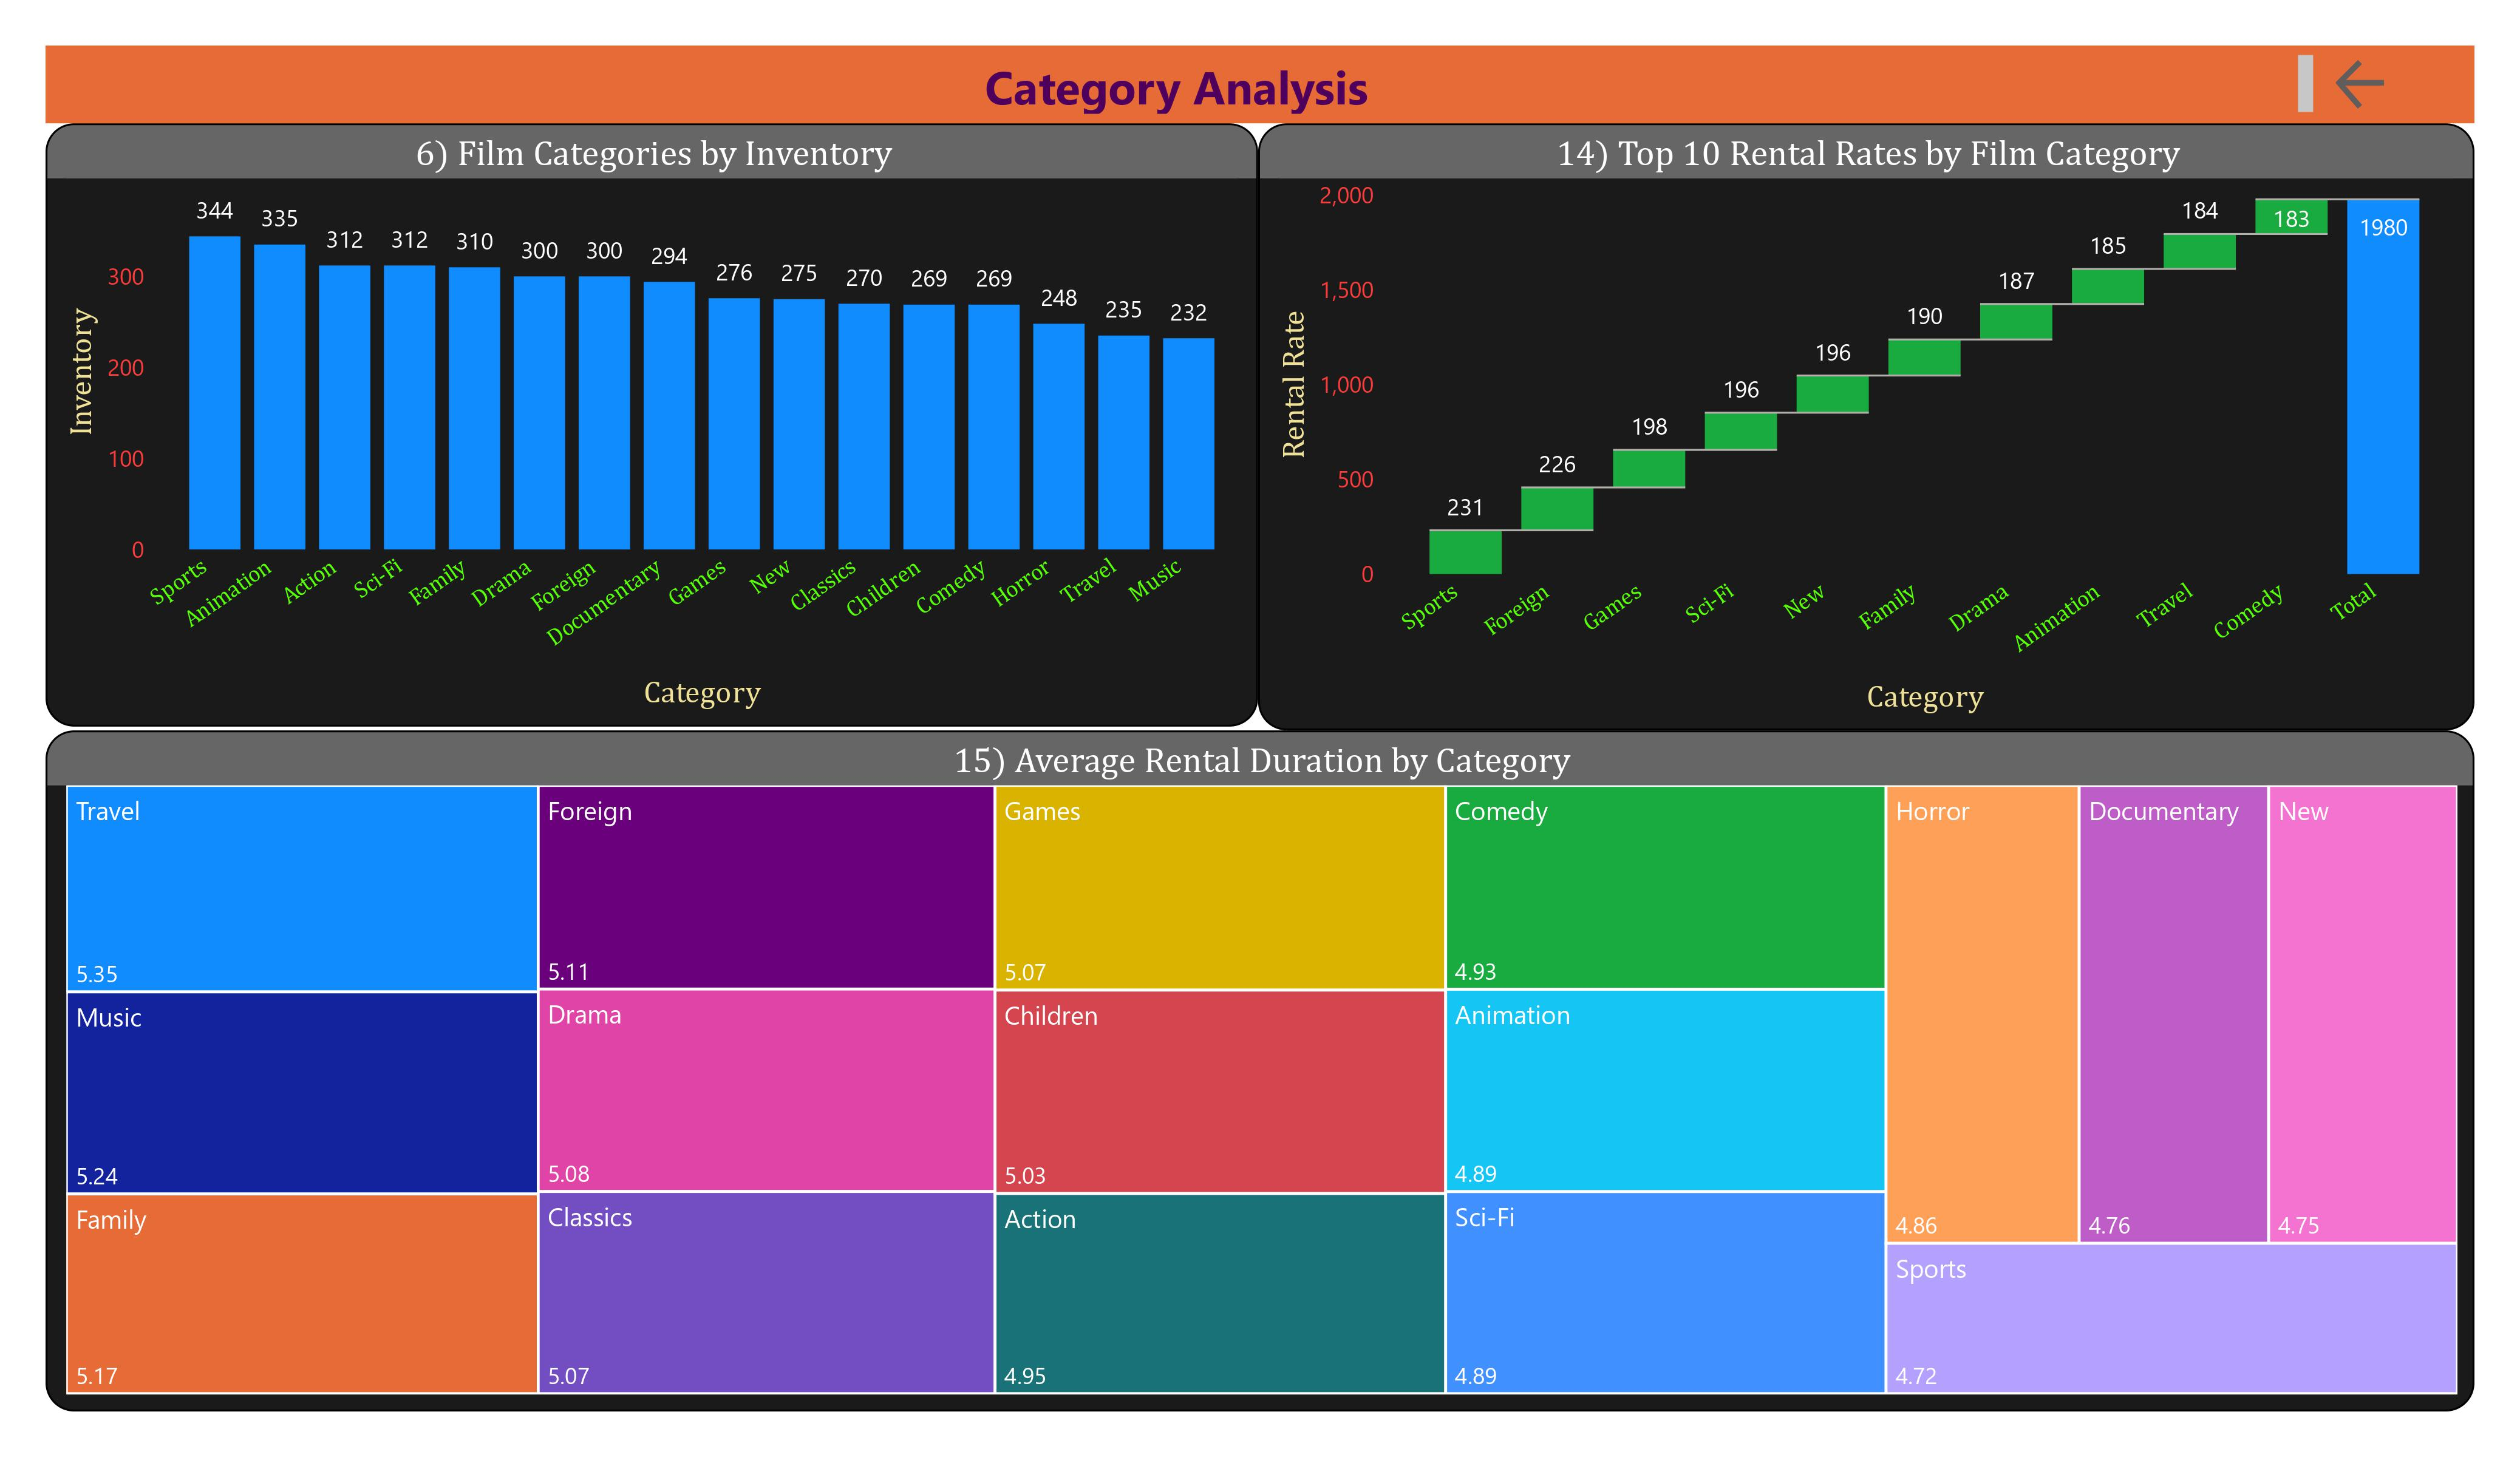 Category Analysis
6) Film Categories by Inventory
344 335 312 312 310 300 300 294 276 275 270 269 269 248 235 232
300
200
100
0
Inventory
Sports Animation Action Sci-Fi Family Drama Foreign Documentary Games New Classics Children Comedy Horror Travel Music
Category
14) Top 10 Rental Rates by Film Category
2,000
1,500
1,000
500
0
Rental Rate
231 226 198 196 196 190 187 185 184 183 1980
Sports Foreign Games Sci-Fi New Family Drama Animation Travel Comedy Total
Category
15) Average Rental Duration by Category
Travel
5.35
Music
5.24
Family
5.17
Foreign
5.11
Drama
5.08
Classics
5.07
Games
5.07
Children
5.03
Action
4.95
Comedy
4.93
Animation
4.89
Sci-Fi
4.89
Horror
4.86
Documentary
4.76
New
4.75
Sports
4.72